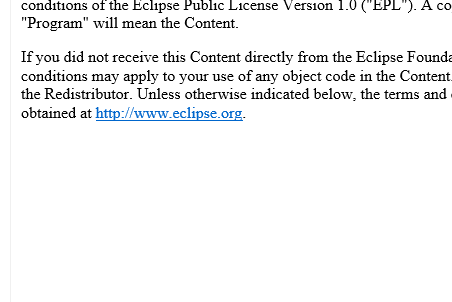 conditions of the Eclipse Public License Version 1.0 ("EPL"). A co
"Program" will mean the Content.
If you did not receive this Content directly from the Eclipse Founda
conditions may apply to your use of any object code in the Content.
the Redistributor. Unless otherwise indicated below, the terms and
obtained at http://www.eclipse.org.